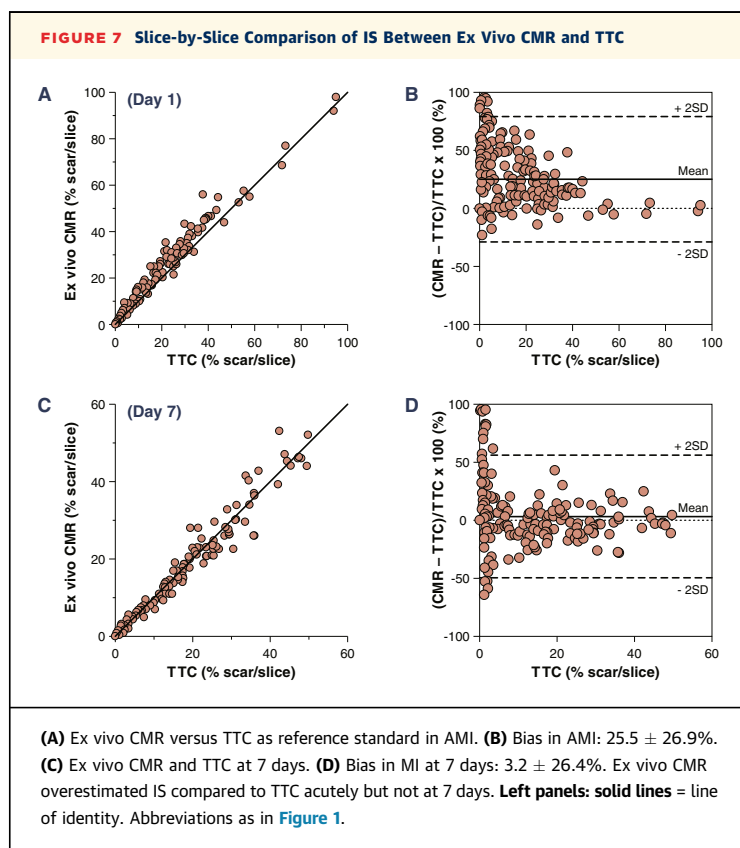 FIGURE 7 Slice-by-Slice Comparison of IS Between Ex Vivo CMR and TTC
A
(Day 1)
Ex vivo CMR (% scar/slice)
100
80
60
40
20
0
0 20 40 60 80 100
TTC (% scar/slice)
B
(CMR – TTC)/TTC x 100 (%)
100
50
0
-50
-100
+ 2SD
Mean
- 2SD
0 20 40 60 80 100
TTC (% scar/slice)
C
(Day 7)
Ex vivo CMR (% scar/slice)
60
40
20
0
0 20 40 60
TTC (% scar/slice)
D
(CMR – TTC)/TTC x 100 (%)
100
50
0
-50
-100
+ 2SD
Mean
- 2SD
0 20 40 60
TTC (% scar/slice)
(A) Ex vivo CMR versus TTC as reference standard in AMI. (B) Bias in AMI: 25.5 ± 26.9%.
(C) Ex vivo CMR and TTC at 7 days. (D) Bias in MI at 7 days: 3.2 ± 26.4%. Ex vivo CMR
overestimated IS compared to TTC acutely but not at 7 days. Left panels: solid lines = line
of identity. Abbreviations as in Figure 1.